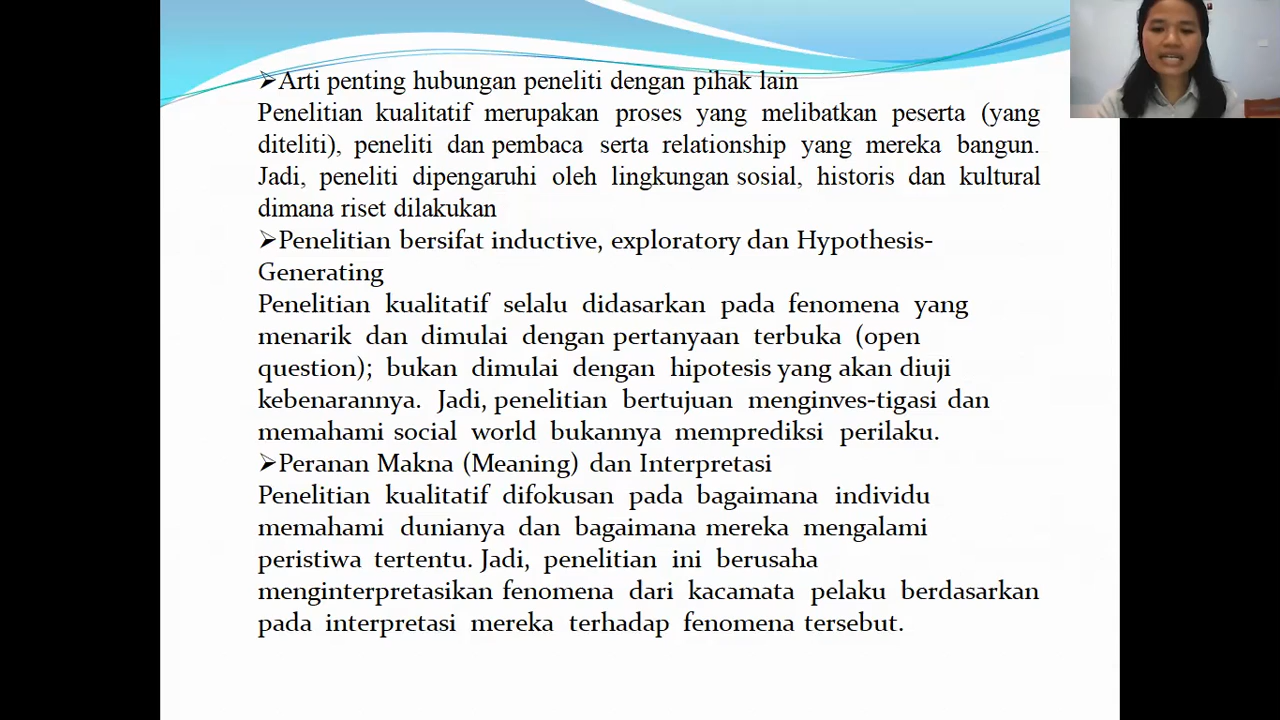 ➢Arti penting hubungan peneliti dengan pihak lain
Penelitian kualitatif merupakan proses yang melibatkan peserta (yang
diteliti), peneliti dan pembaca serta relationship yang mereka bangun.
Jadi, peneliti dipengaruhi oleh lingkungan sosial, historis dan kultural
dimana riset dilakukan
➢Penelitian bersifat inductive, exploratory dan Hypothesis-
Generating
Penelitian kualitatif selalu didasarkan pada fenomena yang
menarik dan dimulai dengan pertanyaan terbuka (open
question); bukan dimulai dengan hipotesis yang akan diuji
kebenarannya. Jadi, penelitian bertujuan menginves-tigasi dan
memahami social world bukannya memprediksi perilaku.
➢Peranan Makna (Meaning) dan Interpretasi
Penelitian kualitatif difokusan pada bagaimana individu
memahami dunianya dan bagaimana mereka mengalami
peristiwa tertentu. Jadi, penelitian ini berusaha
menginterpretasikan fenomena dari kacamata pelaku berdasarkan
pada interpretasi mereka terhadap fenomena tersebut.